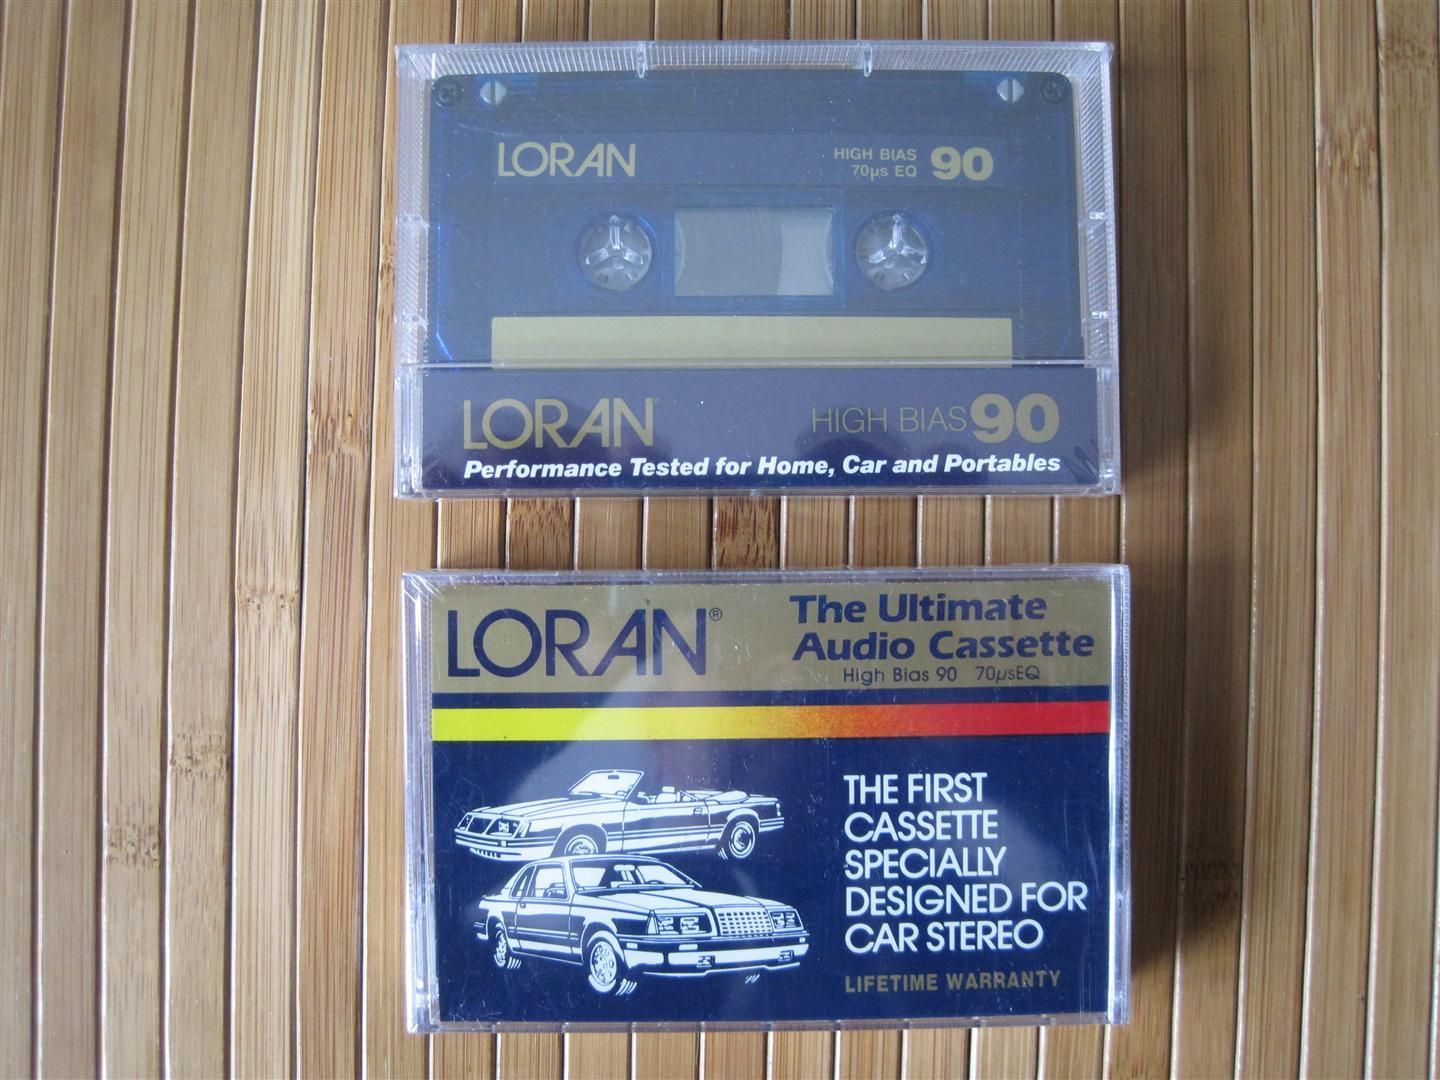 LORAN
HIGH BIAS
70µs EQ
90
LORAN
HIGH BIAS 90
Performance Tested for Home, Car and Portables
LORAN®
The Ultimate
Audio Cassette
High Bias 90 70µsEQ
THE FIRST
CASSETTE
SPECIALLY
DESIGNED FOR
CAR STEREO
LIFETIME WARRANTY